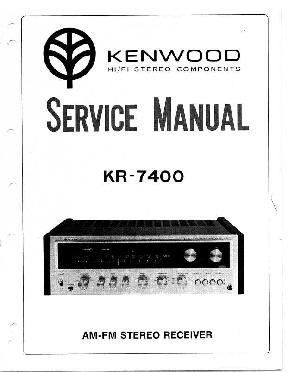 KENWOOD
HI/FI STEREO COMPONENTS
SERVICE MANUAL
KR-7400
AM-FM STEREO RECEIVER